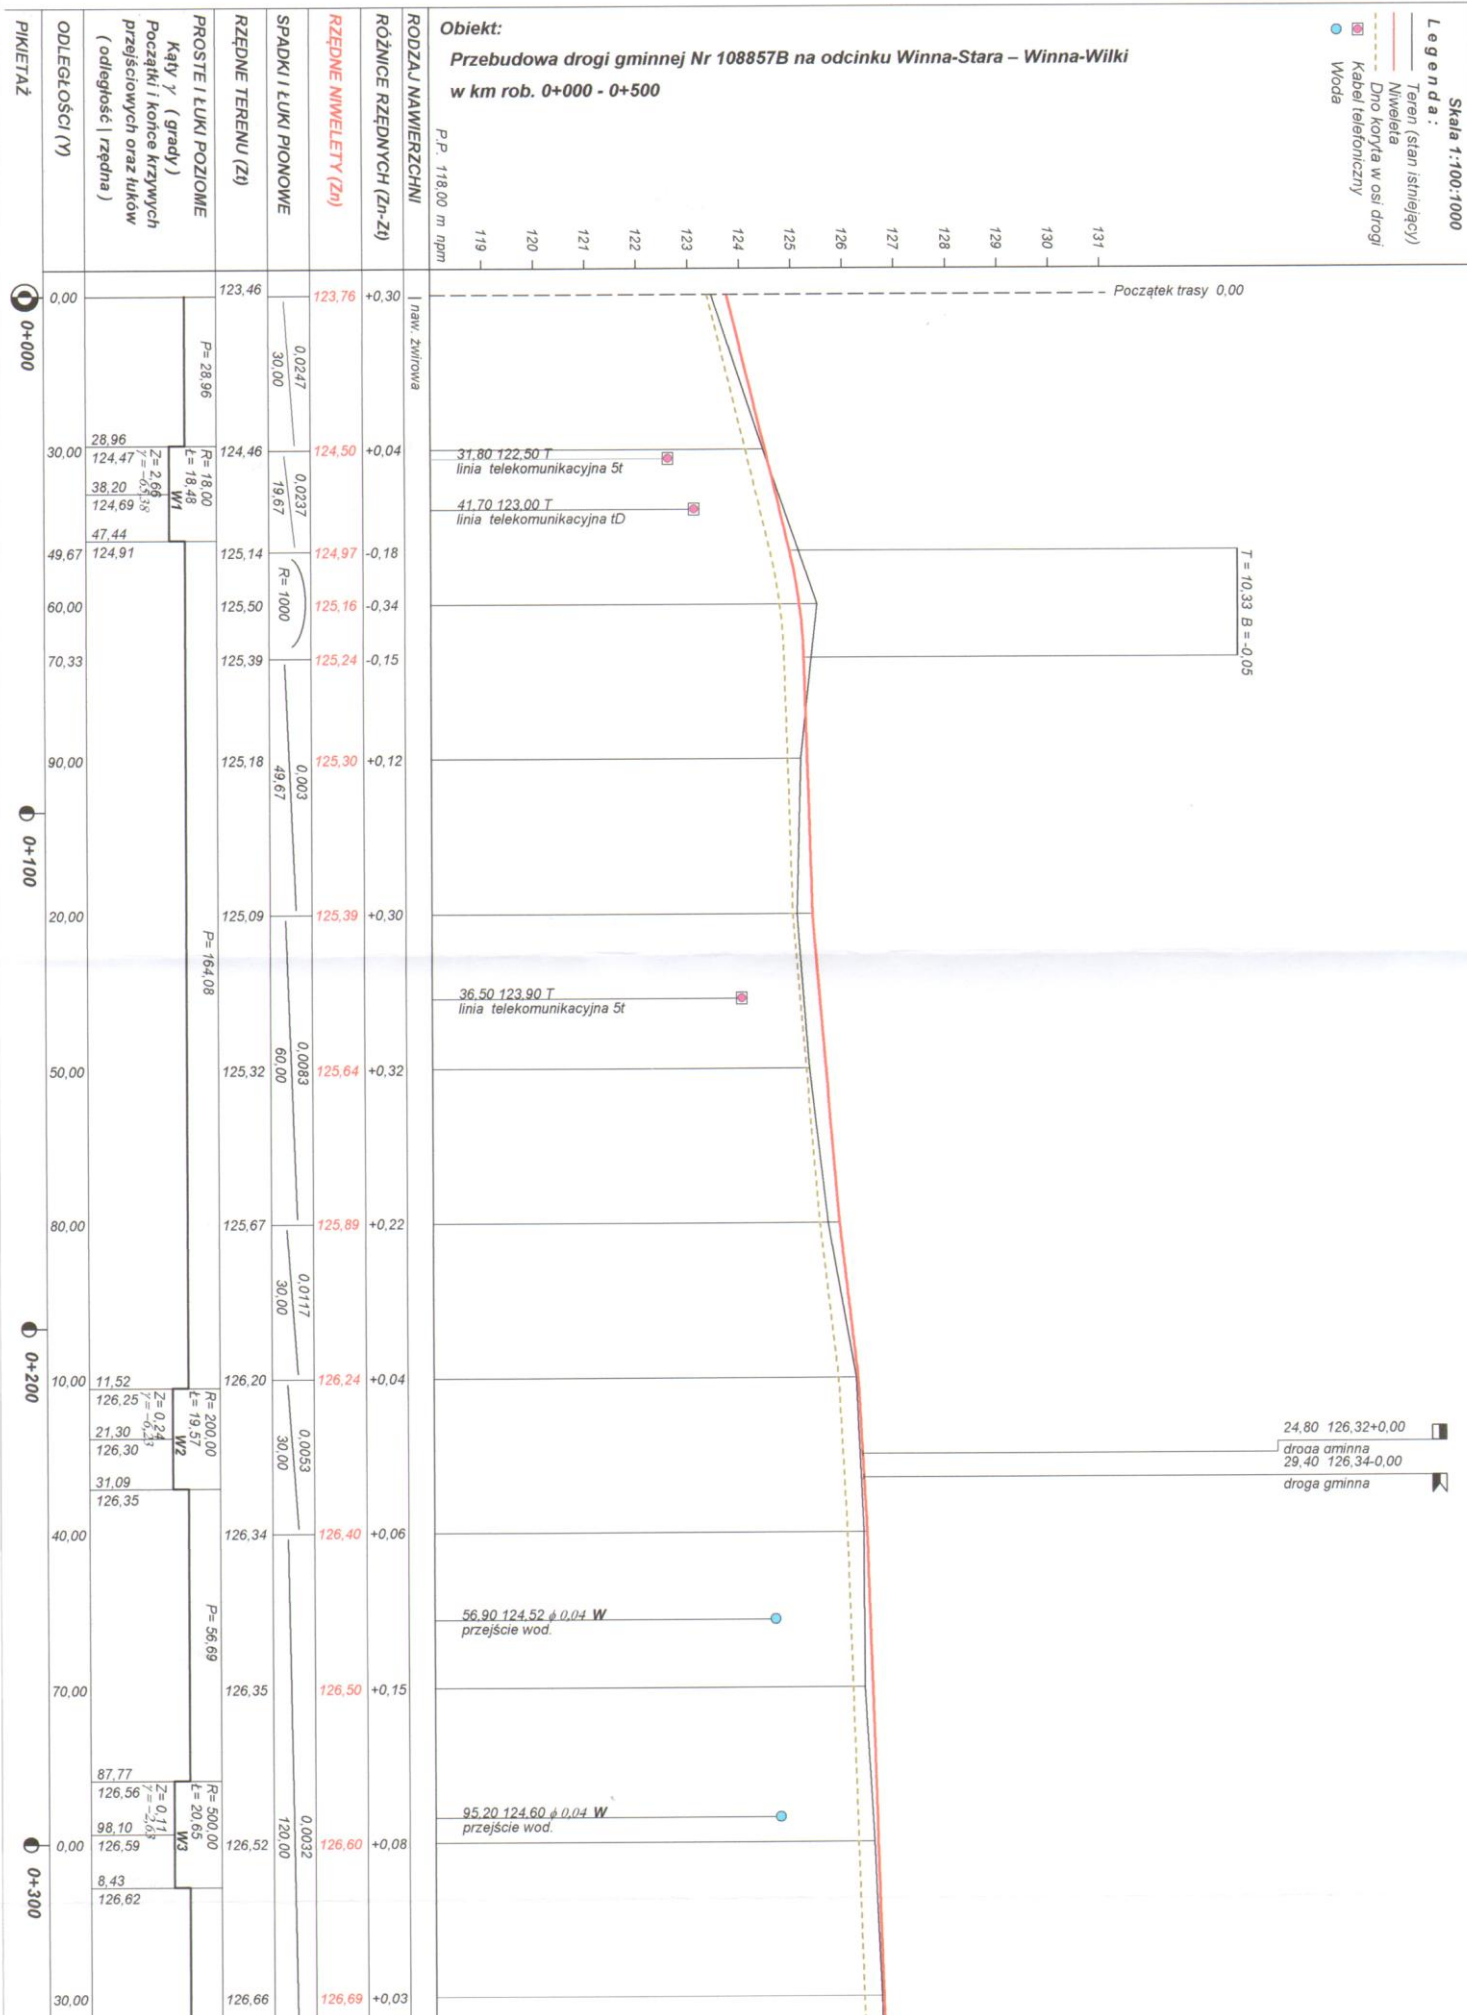 Skala 1:100:1000
Legenda :
Teren (stan istniejący)
Niweleta
Dno koryta w osi drogi
Kabel telefoniczny
Woda
Obiekt:
Przebudowa drogi gminnej Nr 108857B na odcinku Winna-Stara – Winna-Wilki
w km rob. 0+000 - 0+500
131
130
129
128
127
126
125
124
123
122
121
120
119
P.P. 118,00 m npm
Początek trasy 0,00
T = 10,33 B = -0,05
31,80 122,50 T
linia telekomunikacyjna 5t
41,70 123,00 T
linia telekomunikacyjna tD
36,50 123,90 T
linia telekomunikacyjna 5t
24,80 126,32+0,00
droga gminna
29,40 126,34-0,00
droga gminna
56,90 124,52 ϕ 0,04 W
przejście wod.
95,20 124,60 ϕ 0,04 W
przejście wod.
RODZAJ NAWIERZCHNI
naw. żwirowa
RÓŻNICE RZĘDNYCH (Zn-Zt)
+0,30 +0,04 -0,18 -0,34 -0,15 +0,12 +0,30 +0,32 +0,22 +0,04 +0,06 +0,15 +0,08 +0,03
RZĘDNE NIWELETY (Zn)
123,76 124,50 124,97 125,16 125,24 125,30 125,39 125,64 125,89 126,24 126,40 126,50 126,60 126,69
SPADKI I ŁUKI PIONOWE
0,0247
30,00
0,0237
19,67
R= 1000
0,003
49,67
0,0083
60,00
0,0117
30,00
0,0053
30,00
0,0032
120,00
RZĘDNE TERENU (Zt)
123,46 124,46 125,14 125,50 125,39 125,18 125,09 125,32 125,67 126,20 126,34 126,35 126,52 126,66
PROSTE I ŁUKI POZIOME
Kąty γ ( grady )
Początki i końce krzywych
przejściowych oraz łuków
( odległość | rzędna )
P= 28,96
R= 18,00
Ł= 18,48
W1
Z= 2,66
γ= -65,38
28,96
124,47
38,20
124,69
47,44
124,91
P= 164,08
R= 200,00
Ł= 19,57
W2
Z= 0,24
γ= -6,23
11,52
126,25
21,30
126,30
31,09
126,35
P= 56,69
R= 500,00
Ł= 20,65
W3
Z= 0,11
γ= -2,63
87,77
126,56
98,10
126,59
8,43
126,62
ODLEGŁOŚCI (Y)
0,00 30,00 49,67 60,00 70,33 90,00 20,00 50,00 80,00 10,00 40,00 70,00 0,00 30,00
PIKIETAŻ
0+000 0+100 0+200 0+300